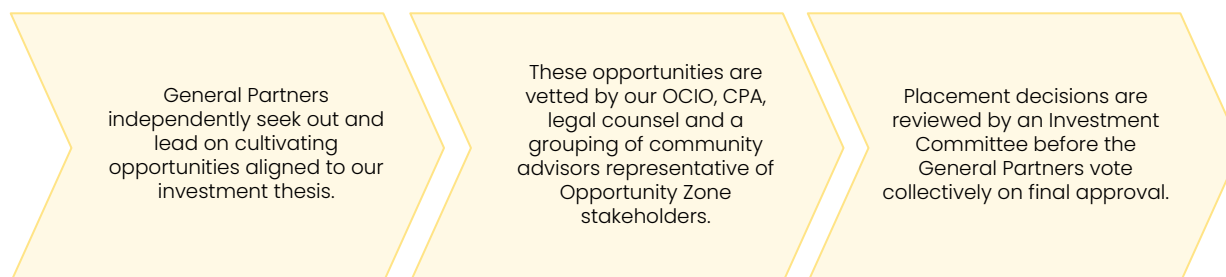 General Partners
independently seek out and
lead on cultivating
opportunities aligned to our
investment thesis.
These opportunities are
vetted by our OCIO, CPA,
legal counsel and a
grouping of community
advisors representative of
Opportunity Zone
stakeholders.
Placement decisions are
reviewed by an Investment
Committee before the
General Partners vote
collectively on final approval.